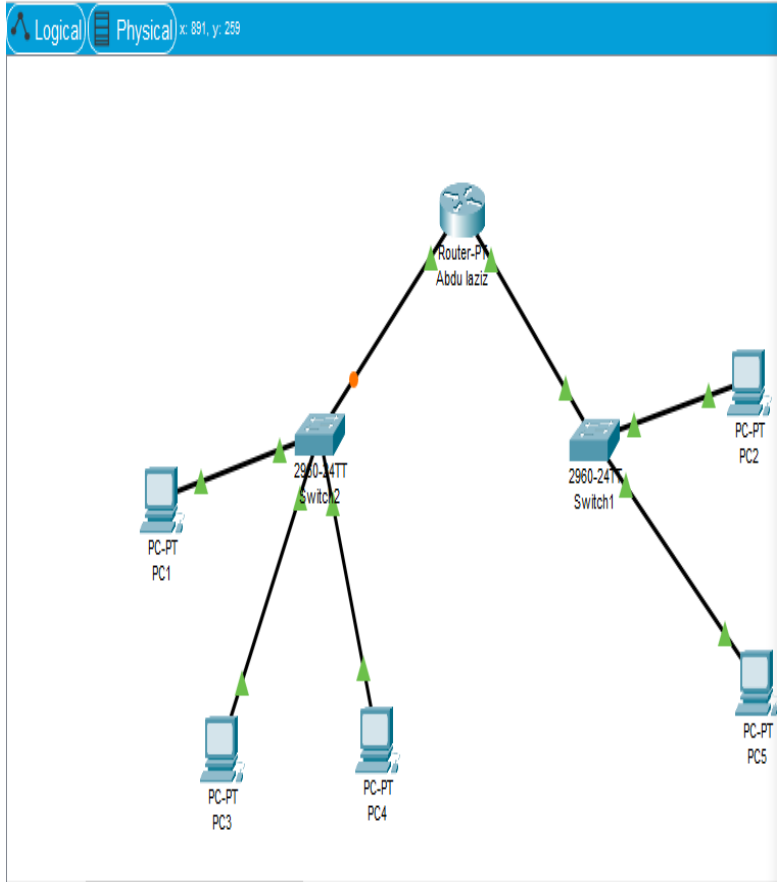 Logical Physical x: 891, y: 259
Router-PT
Abdu laziz
PC-PT
PC2
2960-24TT
Switch2
2960-24TT
Switch1
PC-PT
PC1
PC-PT
PC5
PC-PT
PC3
PC-PT
PC4